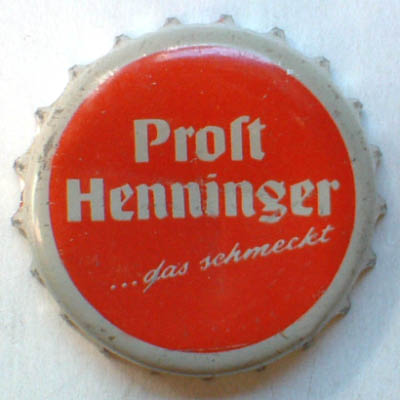 Proſt
Henninger
...das schmeckt